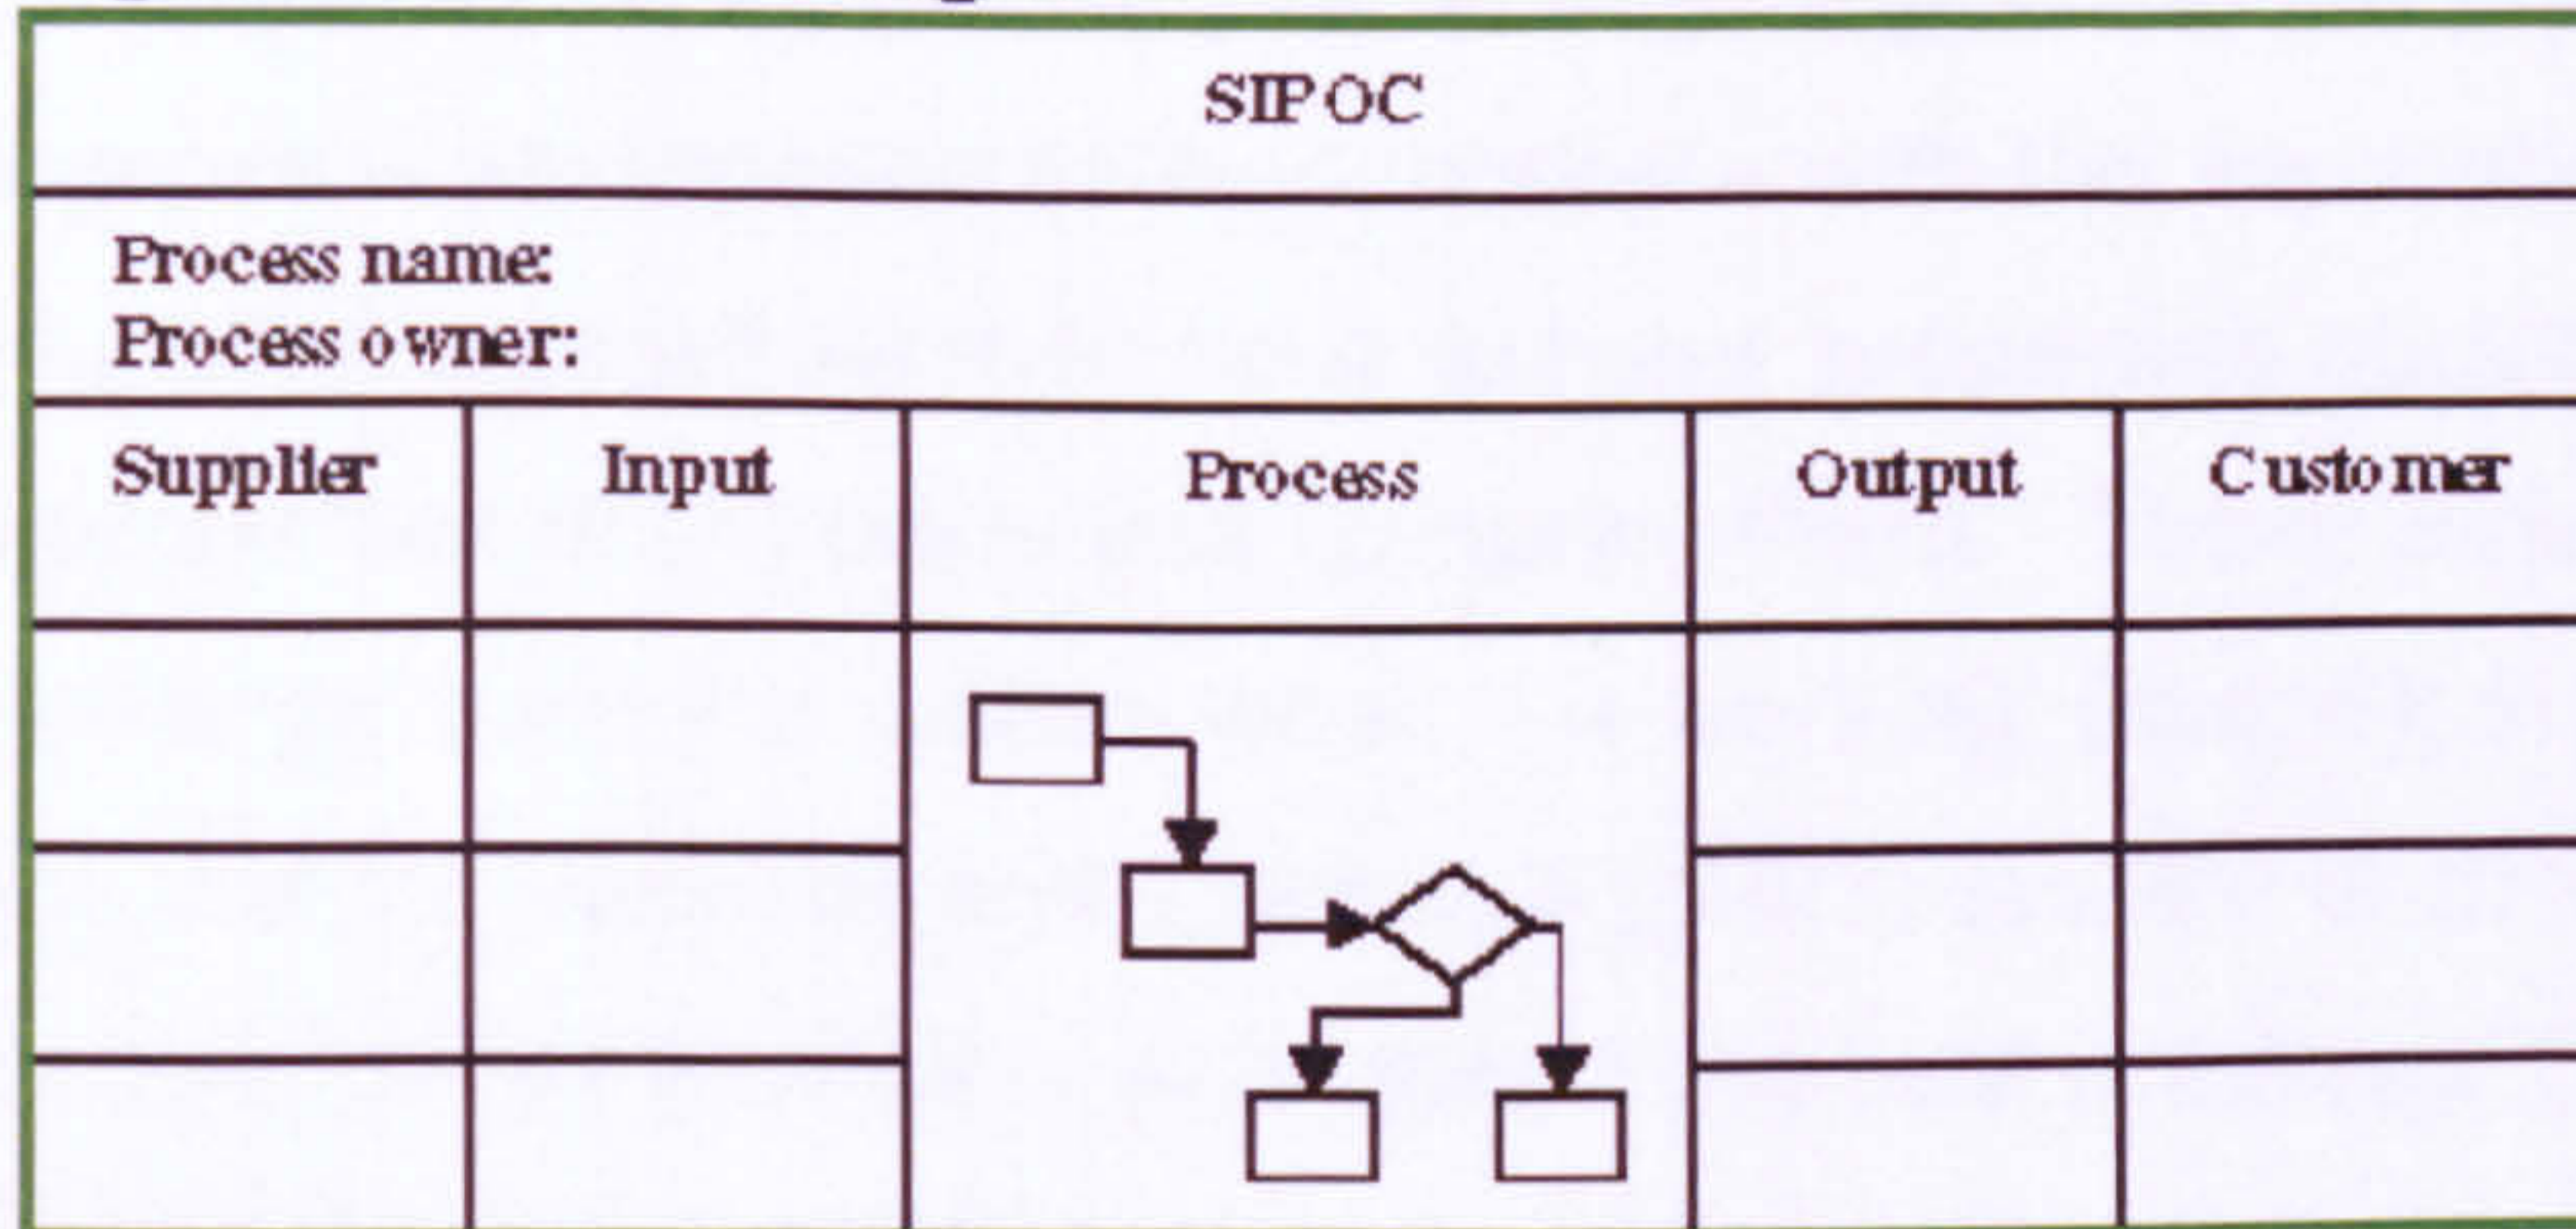 SIPOC
Process name:
Process owner:
Supplier Input Process Output Customer